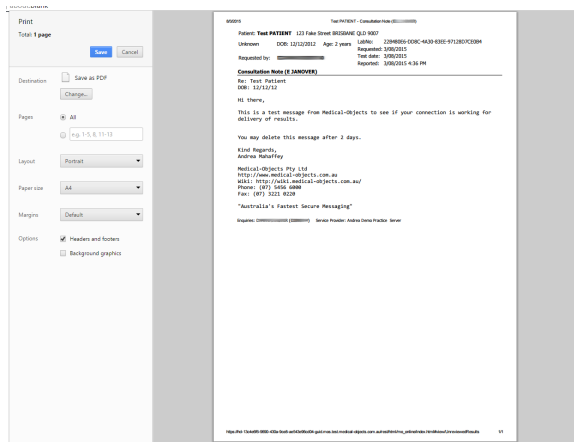 Print
Total: 1 page
Save Cancel
Destination Save as PDF
Change...
Pages All
e.g. 1-5, 8, 11-13
Layout Portrait
Paper size A4
Margins Default
Options Headers and footers
Background graphics
Test PATIENT - Consultation Note
Patient: Test PATIENT 123 Fake Street BRISBANE QLD 9007
Unknown DOB: 12/12/2012 Age: 2 years
LabNo:
Requested: 3/08/2015
Test date: 3/08/2015
Requested by:
Reported: 3/08/2015 4:36 PM
Consultation Note (E JANOVER)
Re: Test Patient
DOB: 12/12/12
Hi there,
This is a test message from Medical-Objects to see if your connection is working for
delivery of results.
You may delete this message after 2 days.
Kind Regards,
Andrea Mahaffey
Medical-Objects Pty Ltd
http://www.medical-objects.com.au
Wiki: http://wiki.medical-objects.com.au/
Phone: (07) 5456 6000
Fax: (07) 3221 0220
"Australia's Fastest Secure Messaging"
Enquires: Service Provider: Andrea Demo Practice Server
1/1